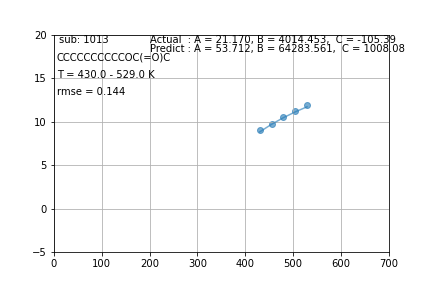 sub: 1013
Actual : A = 21.170, B = 4014.453, C = -105.39
Predict : A = 53.712, B = 64283.561, C = 1008.08
CCCCCCCCCCOC(=O)C
T = 430.0 - 529.0 K
rmse = 0.144
20
15
10
5
0
−5
0 100 200 300 400 500 600 700